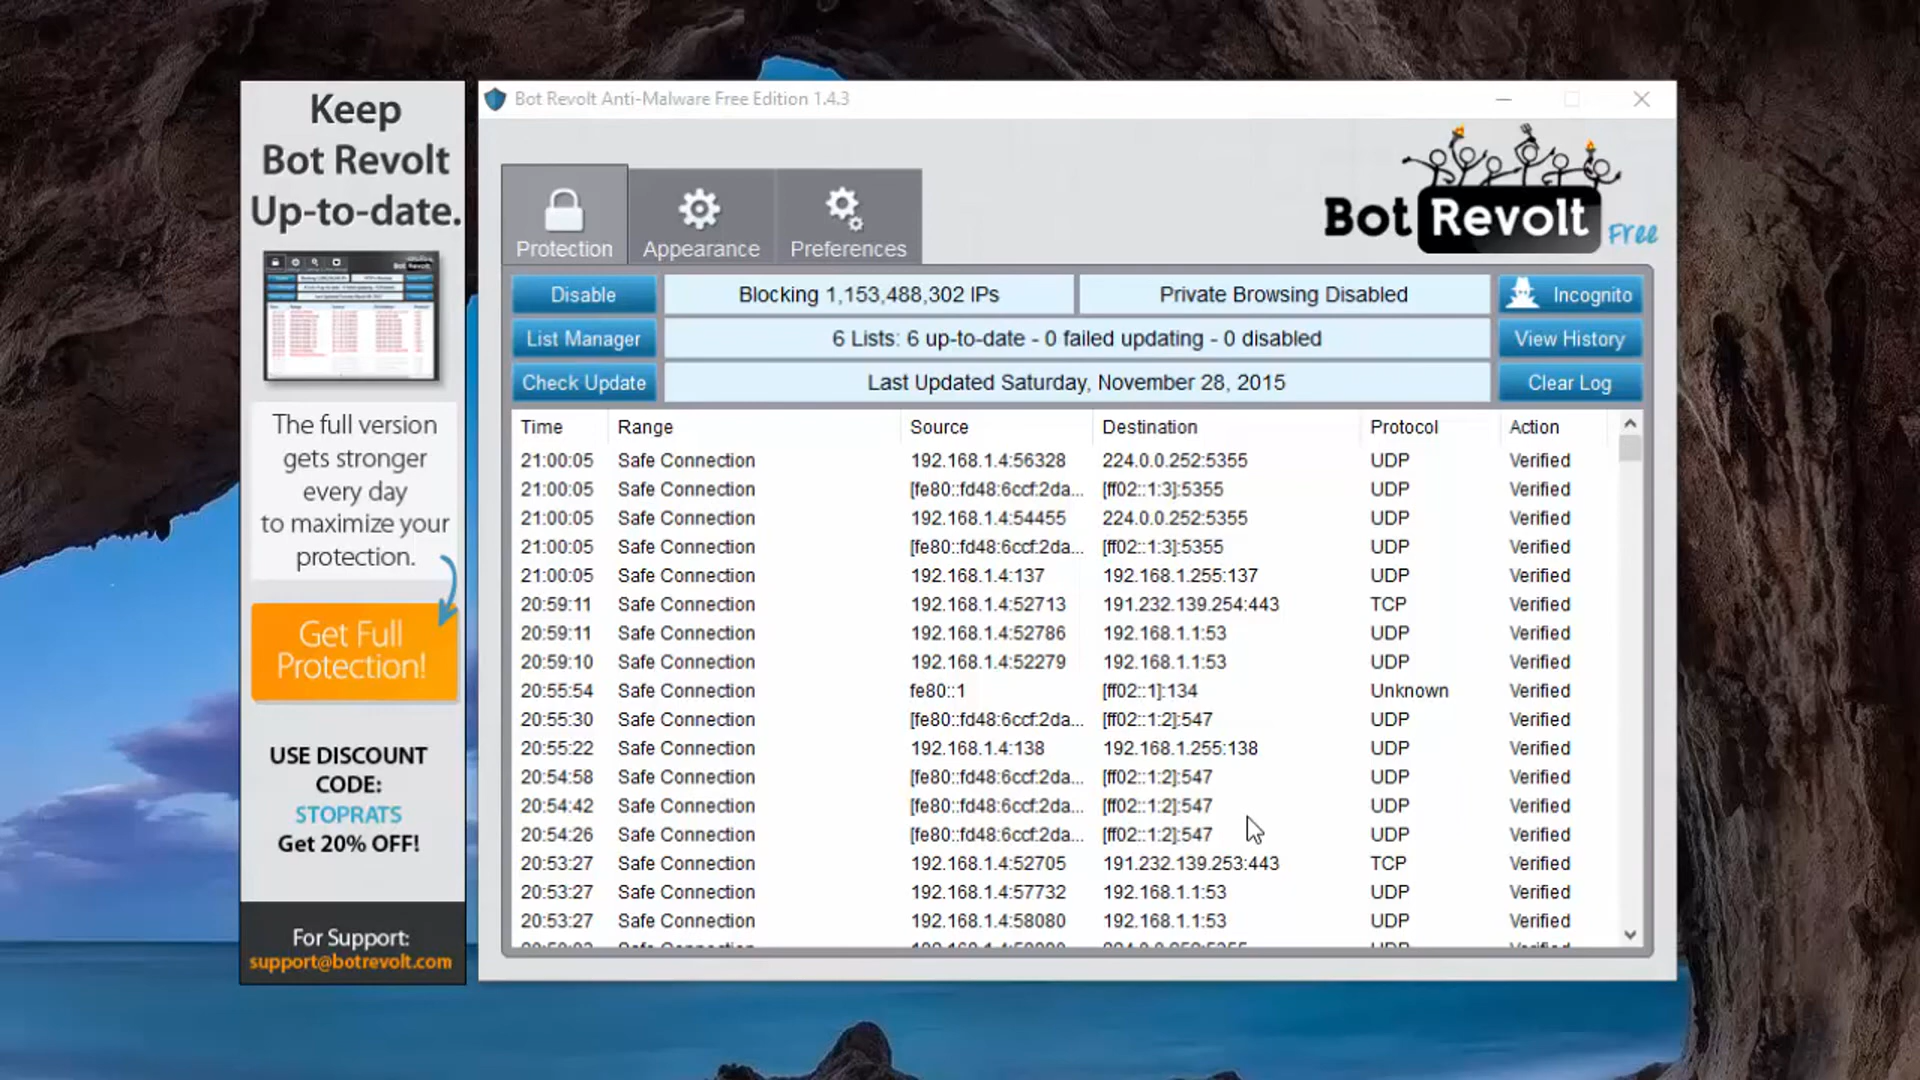 Keep
Bot Revolt
Up-to-date.
The full version
gets stronger
every day
to maximize your
protection.
Get Full
Protection!
USE DISCOUNT
CODE:
STOPRATS
Get 20% OFF!
For Support:
support@botrevolt.com
Bot Revolt Anti-Malware Free Edition 1.4.3
Bot Revolt Free
Protection Appearance Preferences
Disable Blocking 1,153,488,302 IPs Private Browsing Disabled Incognito
List Manager 6 Lists: 6 up-to-date - 0 failed updating - 0 disabled View History
Check Update Last Updated Saturday, November 28, 2015 Clear Log
Time Range Source Destination Protocol Action
21:00:05 Safe Connection 192.168.1.4:56328 224.0.0.252:5355 UDP Verified
21:00:05 Safe Connection [fe80::fd48:6ccf:2da... [ff02::1:3]:5355 UDP Verified
21:00:05 Safe Connection 192.168.1.4:54455 224.0.0.252:5355 UDP Verified
21:00:05 Safe Connection [fe80::fd48:6ccf:2da... [ff02::1:3]:5355 UDP Verified
21:00:05 Safe Connection 192.168.1.4:137 192.168.1.255:137 UDP Verified
20:59:11 Safe Connection 192.168.1.4:52713 191.232.139.254:443 TCP Verified
20:59:11 Safe Connection 192.168.1.4:52786 192.168.1.1:53 UDP Verified
20:59:10 Safe Connection 192.168.1.4:52279 192.168.1.1:53 UDP Verified
20:55:54 Safe Connection fe80::1 [ff02::1]:134 Unknown Verified
20:55:30 Safe Connection [fe80::fd48:6ccf:2da... [ff02::1:2]:547 UDP Verified
20:55:22 Safe Connection 192.168.1.4:138 192.168.1.255:138 UDP Verified
20:54:58 Safe Connection [fe80::fd48:6ccf:2da... [ff02::1:2]:547 UDP Verified
20:54:42 Safe Connection [fe80::fd48:6ccf:2da... [ff02::1:2]:547 UDP Verified
20:54:26 Safe Connection [fe80::fd48:6ccf:2da... [ff02::1:2]:547 UDP Verified
20:53:27 Safe Connection 192.168.1.4:52705 191.232.139.253:443 TCP Verified
20:53:27 Safe Connection 192.168.1.4:57732 192.168.1.1:53 UDP Verified
20:53:27 Safe Connection 192.168.1.4:58080 192.168.1.1:53 UDP Verified